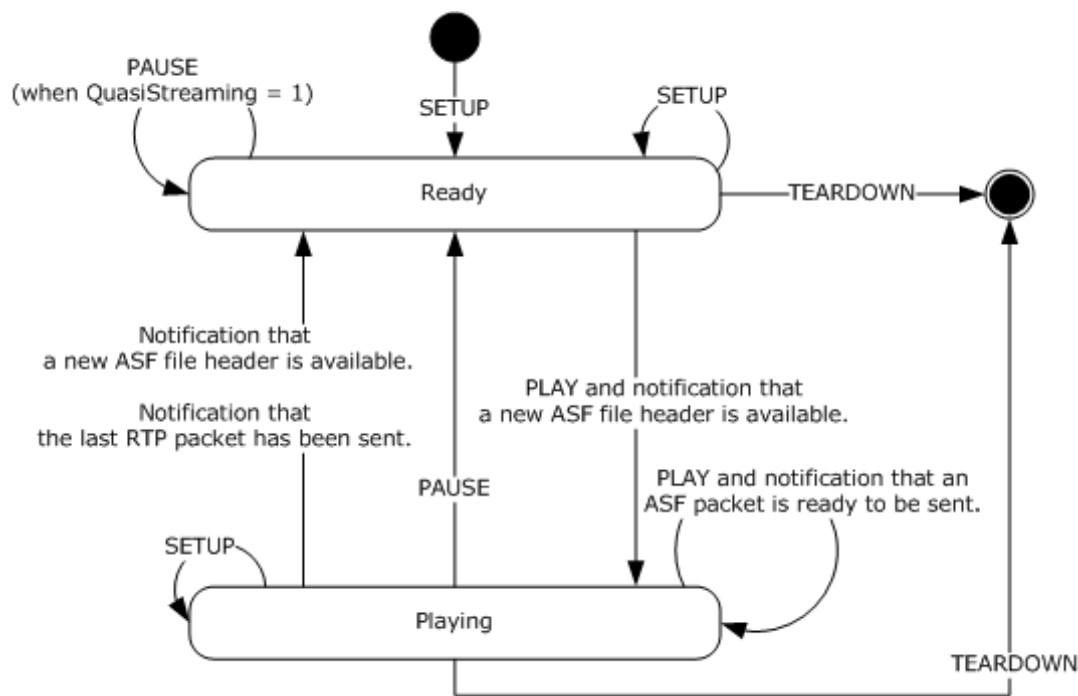 PAUSE
(when QuasiStreaming = 1)
SETUP
SETUP
Ready
TEARDOWN
Notification that
a new ASF file header is available.
Notification that
the last RTP packet has been sent.
PLAY and notification that
a new ASF file header is available.
PAUSE
PLAY and notification that an
ASF packet is ready to be sent.
SETUP
Playing
TEARDOWN